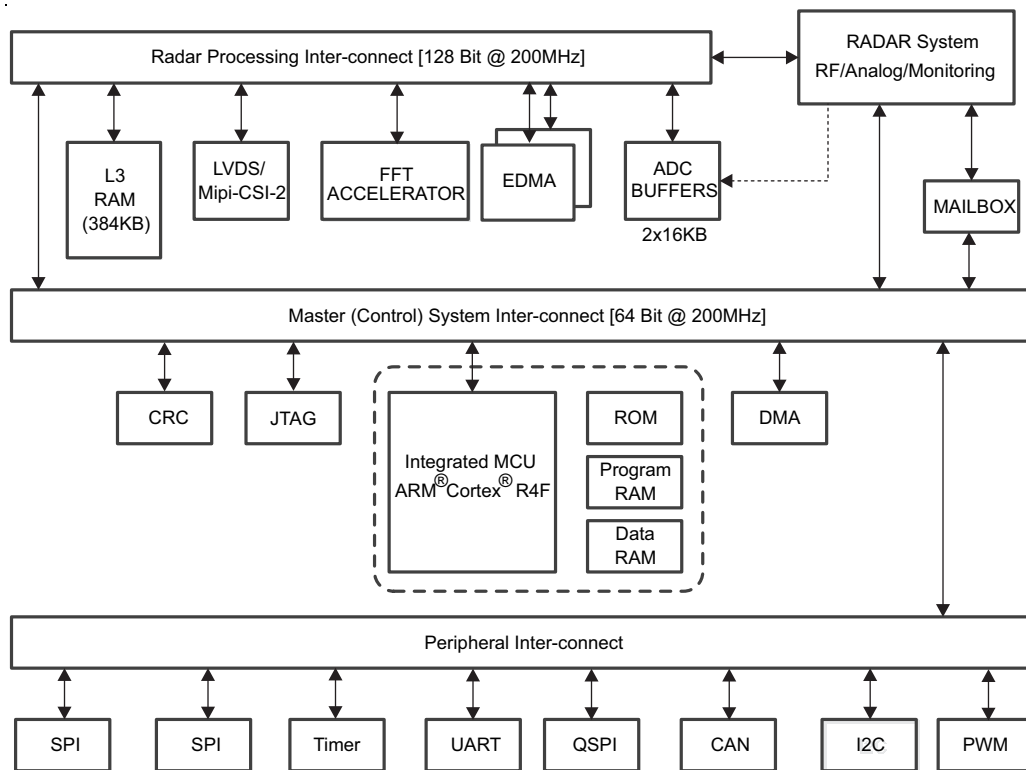 Radar Processing Inter-connect [128 Bit @ 200MHz]
RADAR System
RF/Analog/Monitoring
L3
RAM
(384KB)
LVDS/
Mipi-CSI-2
FFT
ACCELERATOR
EDMA
ADC
BUFFERS
2x16KB
MAILBOX
Master (Control) System Inter-connect [64 Bit @ 200MHz]
CRC
JTAG
Integrated MCU
ARM® Cortex® R4F
ROM
Program
RAM
Data
RAM
DMA
Peripheral Inter-connect
SPI
SPI
Timer
UART
QSPI
CAN
I2C
PWM